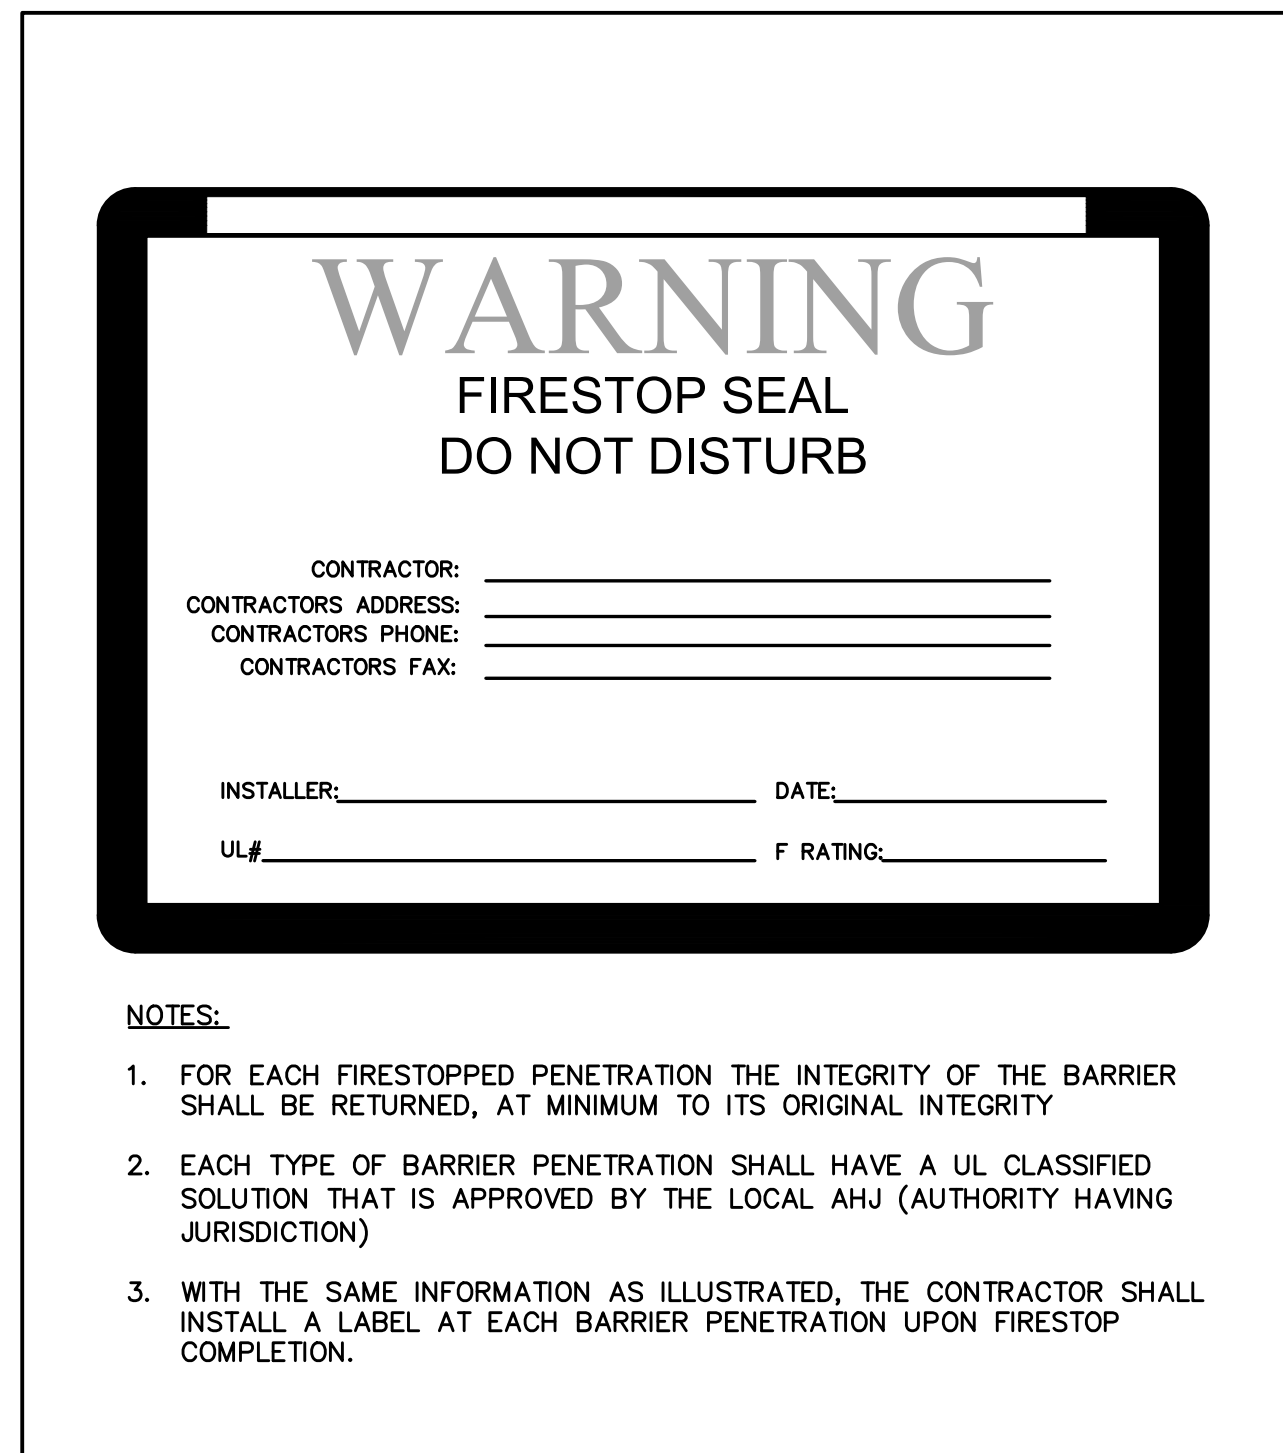 WARNING
FIRESTOP SEAL
DO NOT DISTURB
CONTRACTOR:
CONTRACTORS ADDRESS:
CONTRACTORS PHONE:
CONTRACTORS FAX:
INSTALLER: DATE:
UL# F RATING:
NOTES:
1. FOR EACH FIRESTOPPED PENETRATION THE INTEGRITY OF THE BARRIER
SHALL BE RETURNED, AT MINIMUM TO ITS ORIGINAL INTEGRITY
2. EACH TYPE OF BARRIER PENETRATION SHALL HAVE A UL CLASSIFIED
SOLUTION THAT IS APPROVED BY THE LOCAL AHJ (AUTHORITY HAVING
JURISDICTION)
3. WITH THE SAME INFORMATION AS ILLUSTRATED, THE CONTRACTOR SHALL
INSTALL A LABEL AT EACH BARRIER PENETRATION UPON FIRESTOP
COMPLETION.